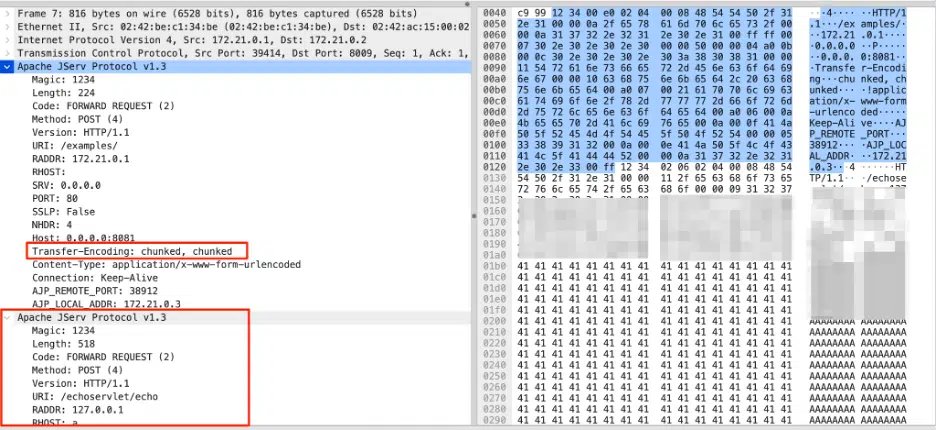 Frame 7: 816 bytes on wire (6528 bits), 816 bytes captured (6528 bits)
Ethernet II, Src: 02:42:be:c1:34:be (02:42:be:c1:34:be), Dst: 02:42:ac:15:00:02
Internet Protocol Version 4, Src: 172.21.0.1, Dst: 172.21.0.2
Transmission Control Protocol, Src Port: 39414, Dst Port: 8009, Seq: 1, Ack: 1,
Apache JServ Protocol v1.3
Magic: 1234
Length: 224
Code: FORWARD REQUEST (2)
Method: POST (4)
Version: HTTP/1.1
URI: /examples/
RADDR: 172.21.0.1
RHOST:
SRV: 0.0.0.0
PORT: 80
SSLP: False
NHDR: 4
Host: 0.0.0.0:8081
Transfer-Encoding: chunked, chunked
Content-Type: application/x-www-form-urlencoded
Connection: Keep-Alive
AJP_REMOTE_PORT: 38912
AJP_LOCAL_ADDR: 172.21.0.3
Apache JServ Protocol v1.3
Magic: 1234
Length: 518
Code: FORWARD REQUEST (2)
Method: POST (4)
Version: HTTP/1.1
URI: /echoservlet/echo
RADDR: 127.0.0.1
RHOST: a
0040 c9 99 12 34 00 e0 02 04 00 08 48 54 54 50 2f 31 ···4···· ··HTTP/1
0050 2e 31 00 00 0a 2f 65 78 61 6d 70 6c 65 73 2f 00 .1···/ex amples/·
0060 00 0a 31 37 32 2e 32 31 2e 30 2e 31 00 ff ff 00 ··172.21 .0.1····
0070 07 30 2e 30 2e 30 2e 30 00 00 50 00 00 04 a0 0b ·0.0.0.0 ··P·····
0080 00 0c 30 2e 30 2e 30 2e 30 3a 38 30 38 31 00 00 ··0.0.0. 0:8081··
0090 11 54 72 61 6e 73 66 65 72 2d 45 6e 63 6f 64 69 ·Transfe r-Encodi
00a0 6e 67 00 00 10 63 68 75 6e 6b 65 64 2c 20 63 68 ng···chu nked, ch
00b0 75 6e 6b 65 64 00 a0 07 00 21 61 70 70 6c 69 63 unked··· ·!applic
00c0 61 74 69 6f 6e 2f 78 2d 77 77 77 2d 66 6f 72 6d ation/x- www-form
00d0 2d 75 72 6c 65 6e 63 6f 64 65 64 00 a0 06 00 0a -urlenco ded·····
00e0 4b 65 65 70 2d 41 6c 69 76 65 00 0a 00 0f 41 4a Keep-Ali ve····AJ
00f0 50 5f 52 45 4d 4f 54 45 5f 50 4f 52 54 00 00 05 P_REMOTE _PORT···
0100 33 38 39 31 32 00 0a 00 0e 41 4a 50 5f 4c 4f 43 38912··· ·AJP_LOC
0110 41 4c 5f 41 44 44 52 00 00 0a 31 37 32 2e 32 31 AL_ADDR· ··172.21
0120 2e 30 2e 33 00 ff 12 34 02 06 02 04 00 08 48 54 .0.3···4 ······HT
0130 54 50 2f 31 2e 31 00 00 11 2f 65 63 68 6f 73 65 TP/1.1·· ·/echose
0140 72 76 6c 65 74 2f 65 63 68 6f 00 00 09 31 32 37
0150
0160
0170
0180
0190
01a0
01b0 41 41 41 41 41 41 41 41 41 41 41 41 41 41 41 41
01c0 41 41 41 41 41 41 41 41 41 41 41 41 41 41 41 41
01d0 41 41 41 41 41 41 41 41 41 41 41 41 41 41 41 41
01e0 41 41 41 41 41 41 41 41 41 41 41 41 41 41 41 41
01f0 41 41 41 41 41 41 41 41 41 41 41 41 41 41 41 41
0200 41 41 41 41 41 41 41 41 41 41 41 41 41 41 41 41 AAAAAAAA AAAAAAAA
0210 41 41 41 41 41 41 41 41 41 41 41 41 41 41 41 41 AAAAAAAA AAAAAAAA
0220 41 41 41 41 41 41 41 41 41 41 41 41 41 41 41 41 AAAAAAAA AAAAAAAA
0230 41 41 41 41 41 41 41 41 41 41 41 41 41 41 41 41 AAAAAAAA AAAAAAAA
0240 41 41 41 41 41 41 41 41 41 41 41 41 41 41 41 41 AAAAAAAA AAAAAAAA
0250 41 41 41 41 41 41 41 41 41 41 41 41 41 41 41 41 AAAAAAAA AAAAAAAA
0260 41 41 41 41 41 41 41 41 41 41 41 41 41 41 41 41 AAAAAAAA AAAAAAAA
0270 41 41 41 41 41 41 41 41 41 41 41 41 41 41 41 41 AAAAAAAA AAAAAAAA
0280 41 41 41 41 41 41 41 41 41 41 41 41 41 41 41 41 AAAAAAAA AAAAAAAA
0290 41 41 41 41 41 41 41 41 41 41 41 41 41 41 41 41 AAAAAAAA AAAAAAAA